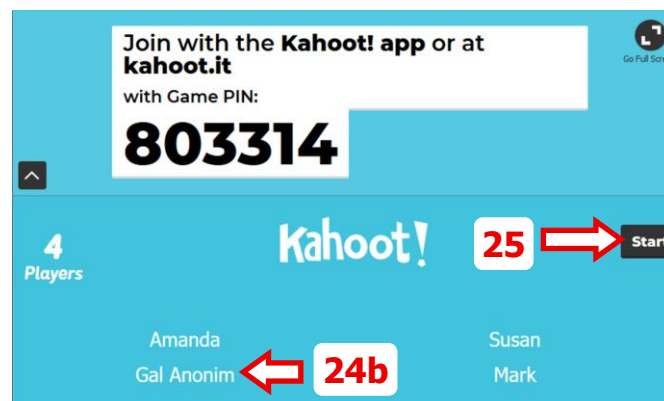 Join with the Kahoot! app or at
kahoot.it
with Game PIN:
803314
Go Full Scr
4
Players
Kahoot!
25
Start
Amanda
Susan
Gal Anonim
24b
Mark